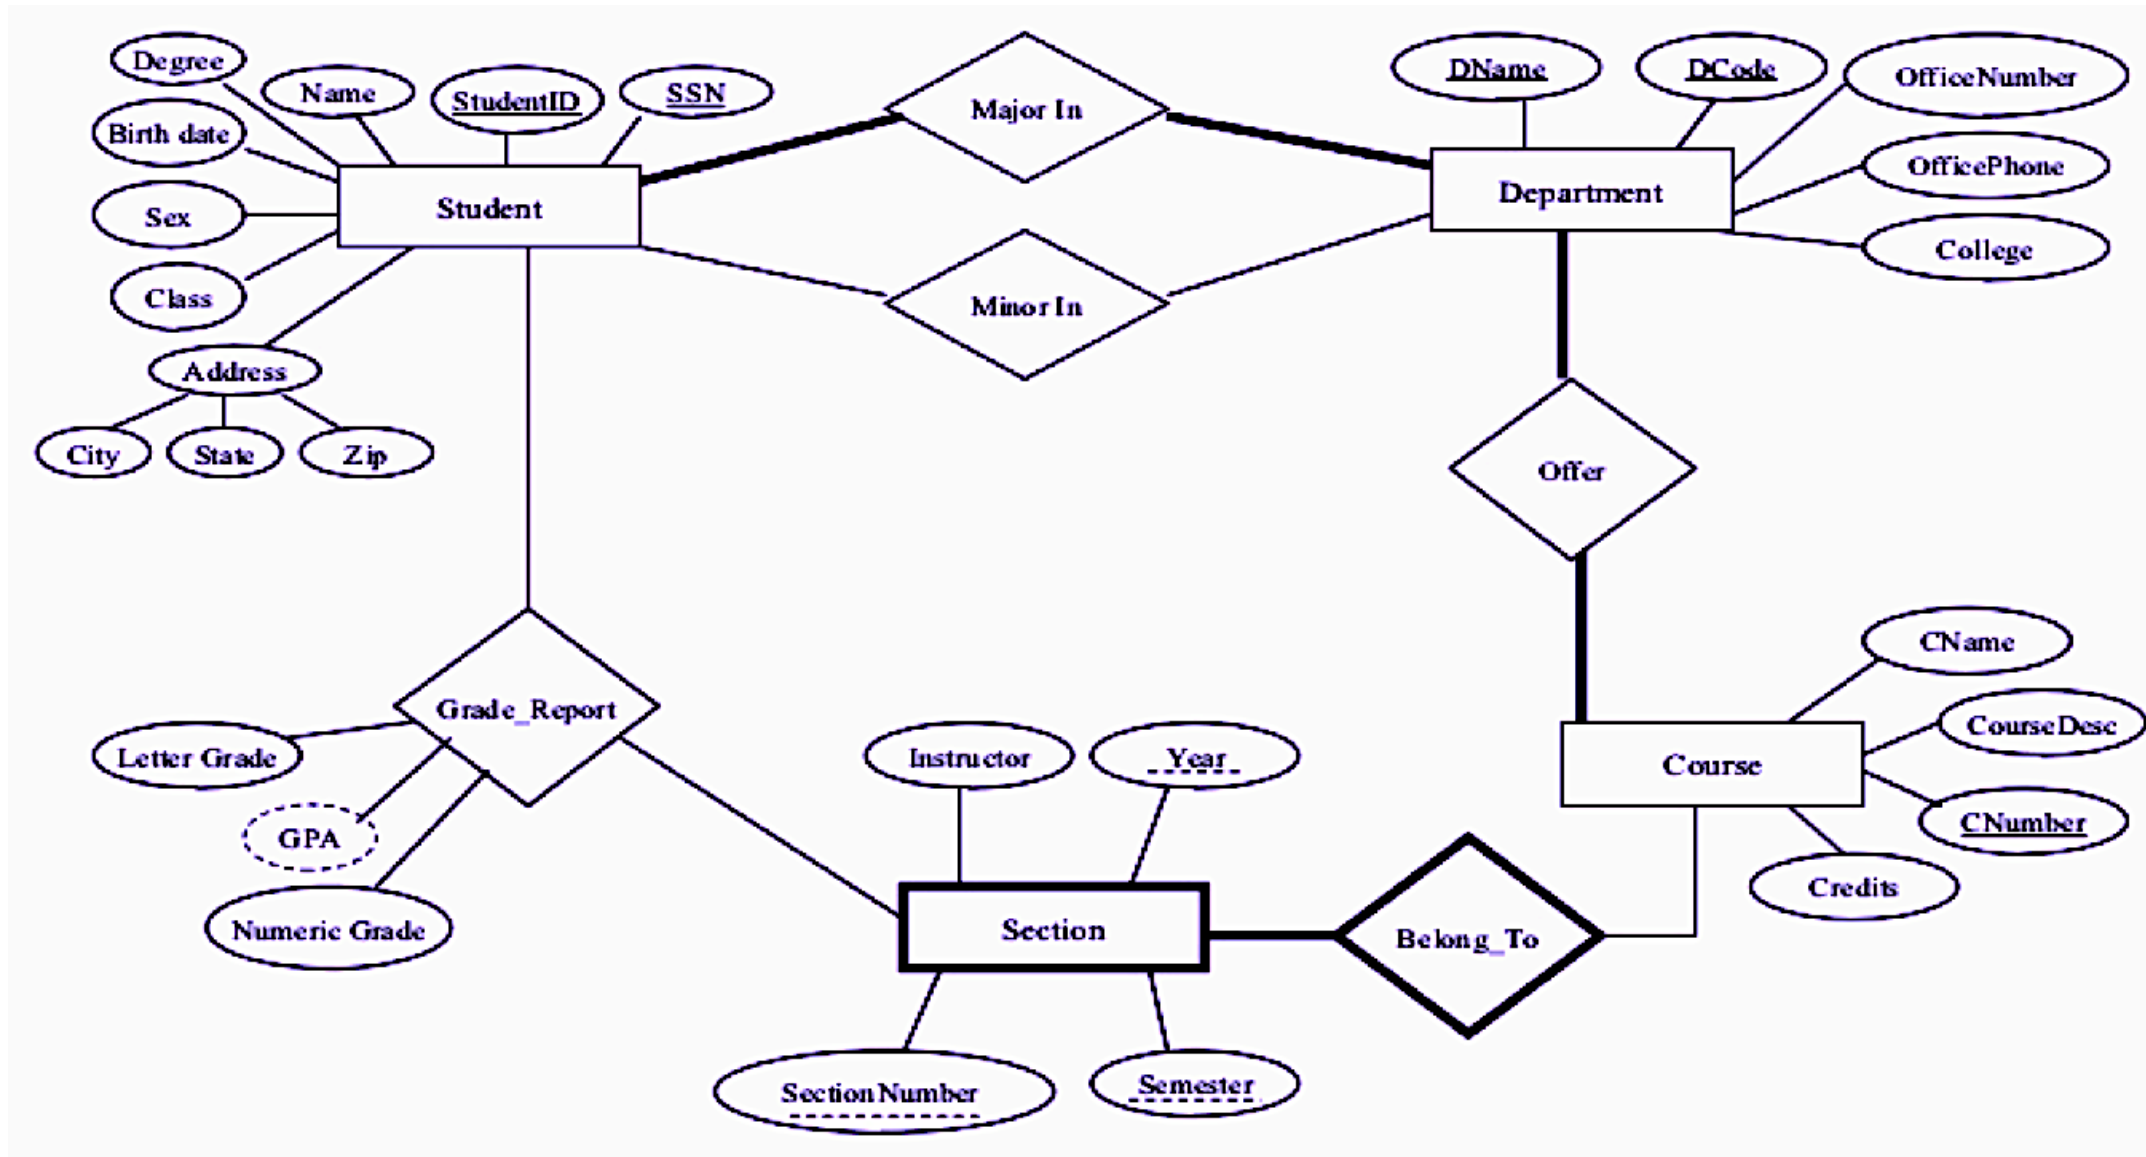 Degree
Name
StudentID
SSN
Major In
DName
DCode
OfficeNumber
Birth date
OfficePhone
Sex
Student
Department
College
Class
Minor In
Address
City
State
Zip
Offer
CName
Grade_Report
CourseDesc
Letter Grade
Instructor
Year
Course
GPA
CNumber
Credits
Numeric Grade
Section
Belong_To
SectionNumber
Semester